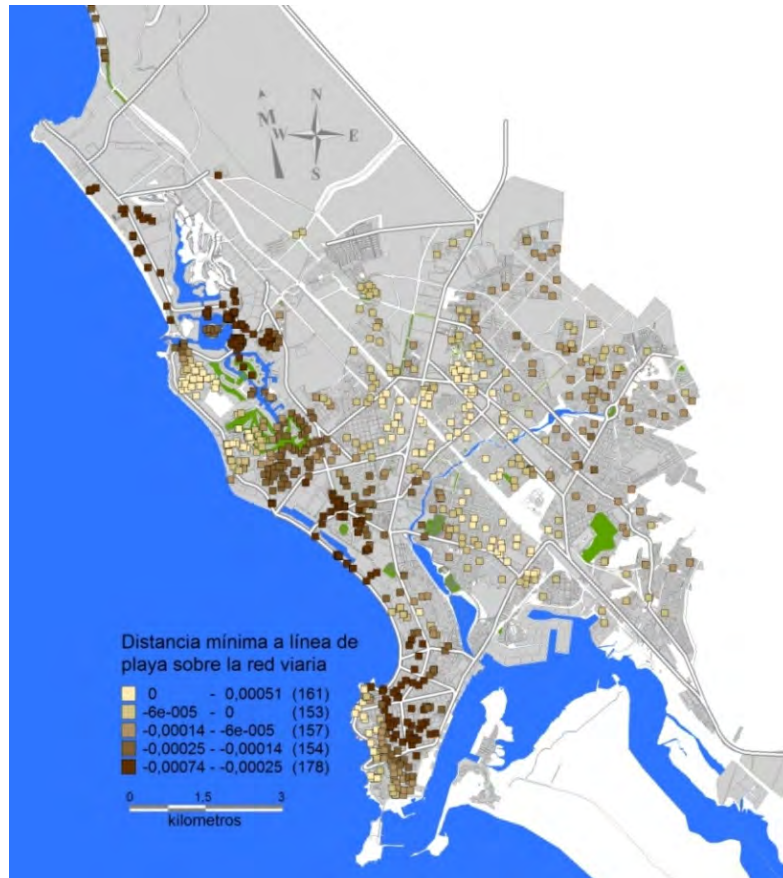 N
M
W E
S
Distancia mínima a línea de
playa sobre la red viaria
0 - 0,00051 (161)
-6e-005 - 0 (153)
-0,00014 - -6e-005 (157)
-0,00025 - -0,00014 (154)
-0,00074 - -0,00025 (178)
0 1,5 3
kilometros